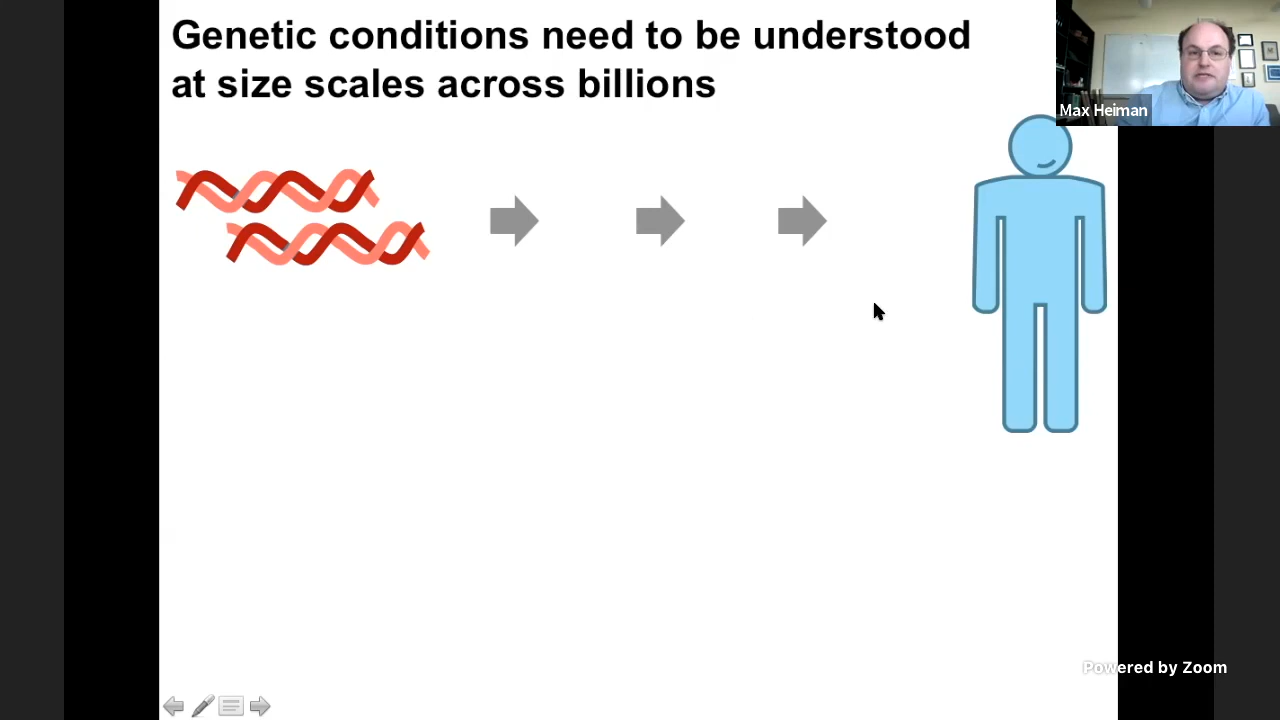 Genetic conditions need to be understood
at size scales across billions
Max Heiman
Powered by Zoom